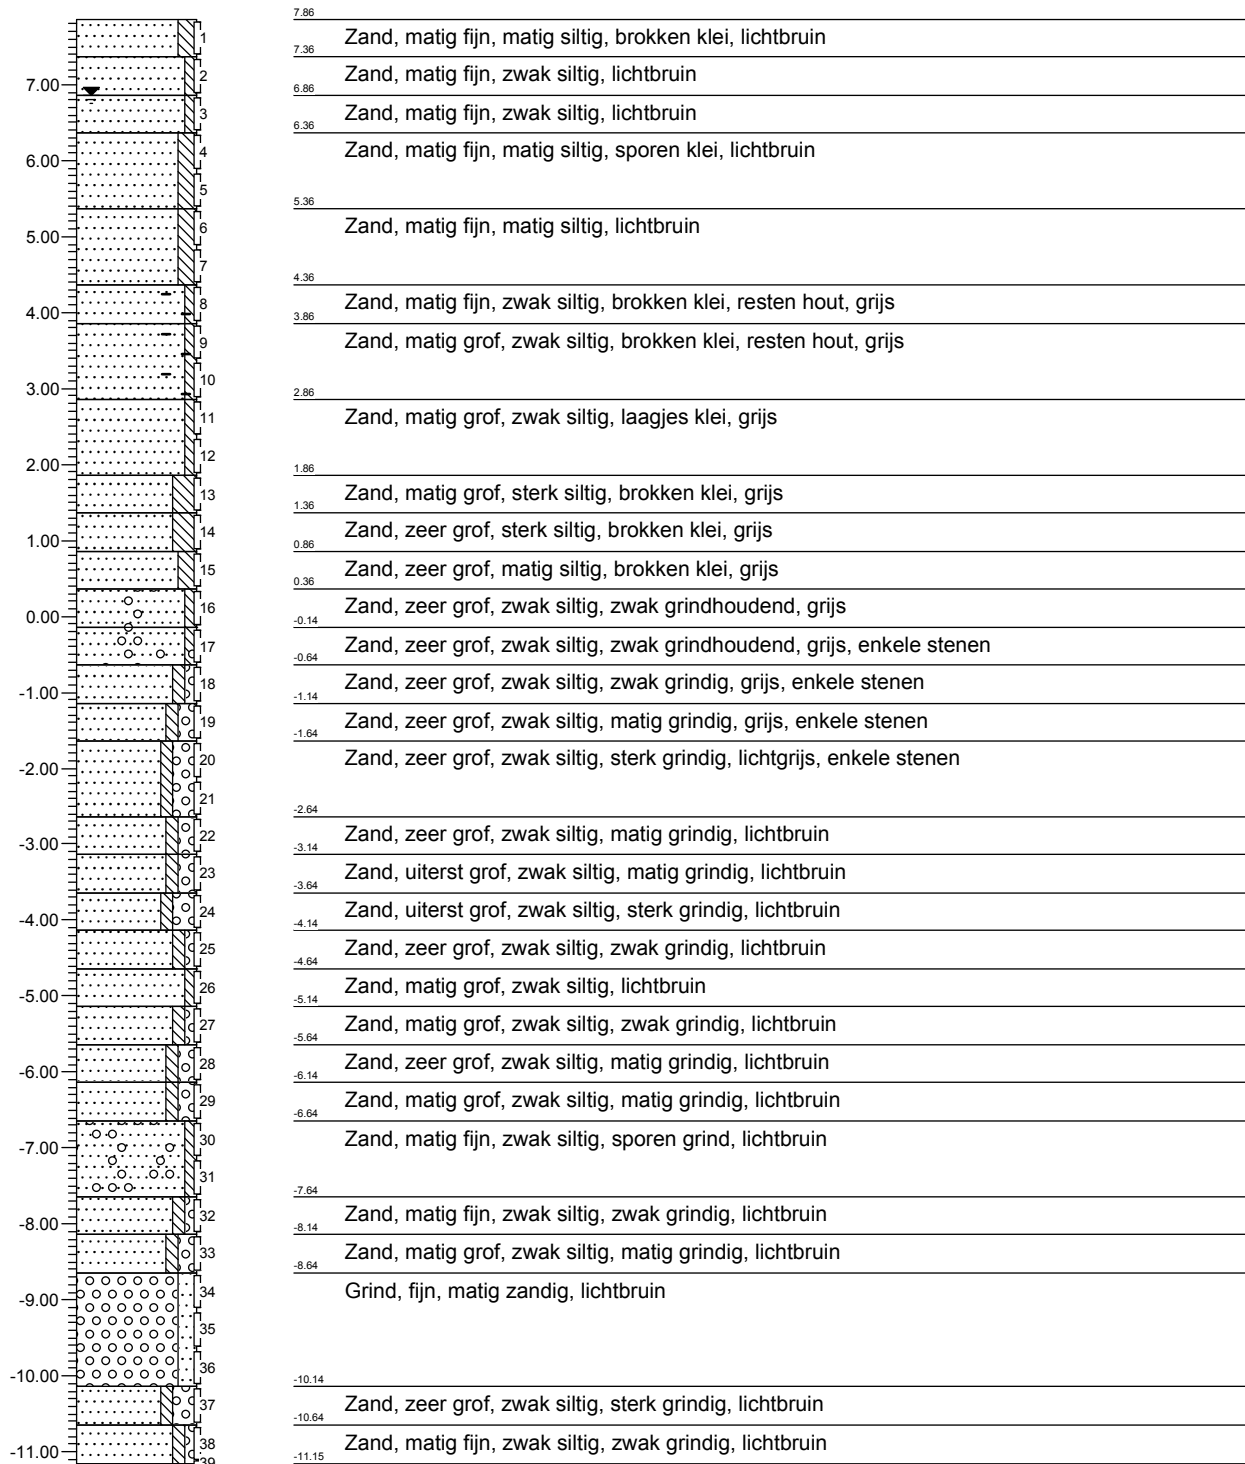 7.86
1 Zand, matig fijn, matig siltig, brokken klei, lichtbruin
7.36
2 Zand, matig fijn, zwak siltig, lichtbruin
7.00
6.86
3 Zand, matig fijn, zwak siltig, lichtbruin
6.36
4 Zand, matig fijn, matig siltig, sporen klei, lichtbruin
6.00
5
5.36
6 Zand, matig fijn, matig siltig, lichtbruin
5.00
7
4.36
8 Zand, matig fijn, zwak siltig, brokken klei, resten hout, grijs
4.00
3.86
9 Zand, matig grof, zwak siltig, brokken klei, resten hout, grijs
10
3.00
2.86
11 Zand, matig grof, zwak siltig, laagjes klei, grijs
12
2.00
1.86
13 Zand, matig grof, sterk siltig, brokken klei, grijs
1.36
14 Zand, zeer grof, sterk siltig, brokken klei, grijs
1.00
0.86
15 Zand, zeer grof, matig siltig, brokken klei, grijs
0.36
16 Zand, zeer grof, zwak siltig, zwak grindhoudend, grijs
0.00
-0.14
17 Zand, zeer grof, zwak siltig, zwak grindhoudend, grijs, enkele stenen
-0.64
18 Zand, zeer grof, zwak siltig, zwak grindig, grijs, enkele stenen
-1.00
-1.14
19 Zand, zeer grof, zwak siltig, matig grindig, grijs, enkele stenen
-1.64
20 Zand, zeer grof, zwak siltig, sterk grindig, lichtgrijs, enkele stenen
-2.00
21
-2.64
22 Zand, zeer grof, zwak siltig, matig grindig, lichtbruin
-3.00
-3.14
23 Zand, uiterst grof, zwak siltig, matig grindig, lichtbruin
-3.64
24 Zand, uiterst grof, zwak siltig, sterk grindig, lichtbruin
-4.00
-4.14
25 Zand, zeer grof, zwak siltig, zwak grindig, lichtbruin
-4.64
26 Zand, matig grof, zwak siltig, lichtbruin
-5.00
-5.14
27 Zand, matig grof, zwak siltig, zwak grindig, lichtbruin
-5.64
28 Zand, zeer grof, zwak siltig, matig grindig, lichtbruin
-6.00
-6.14
29 Zand, matig grof, zwak siltig, matig grindig, lichtbruin
-6.64
30 Zand, matig fijn, zwak siltig, sporen grind, lichtbruin
-7.00
31
-7.64
32 Zand, matig fijn, zwak siltig, zwak grindig, lichtbruin
-8.00
-8.14
33 Zand, matig grof, zwak siltig, matig grindig, lichtbruin
-8.64
34 Grind, fijn, matig zandig, lichtbruin
-9.00
35
36
-10.00
-10.14
37 Zand, zeer grof, zwak siltig, sterk grindig, lichtbruin
-10.64
38 Zand, matig fijn, zwak siltig, zwak grindig, lichtbruin
-11.00
39
-11.15